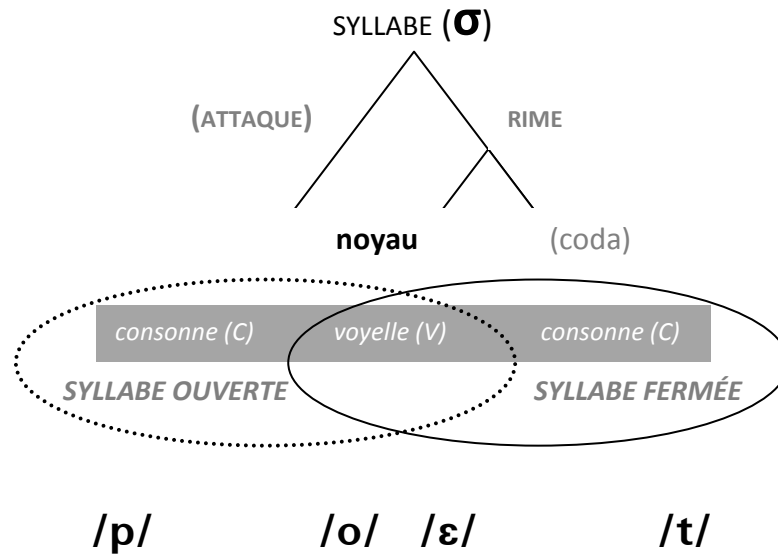 SYLLABE (σ)
(ATTAQUE) RIME
noyau (coda)
consonne (C) voyelle (V) consonne (C)
SYLLABE OUVERTE SYLLABE FERMÉE
/p/ /o/ /ɛ/ /t/